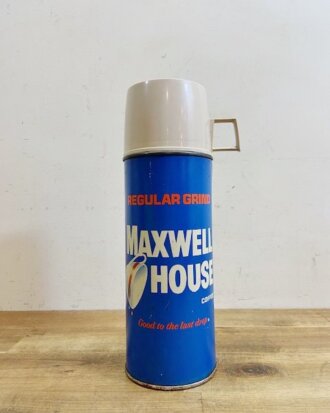 REGULAR GRIND
MAXWELL
HOUSE
Good to the last drop